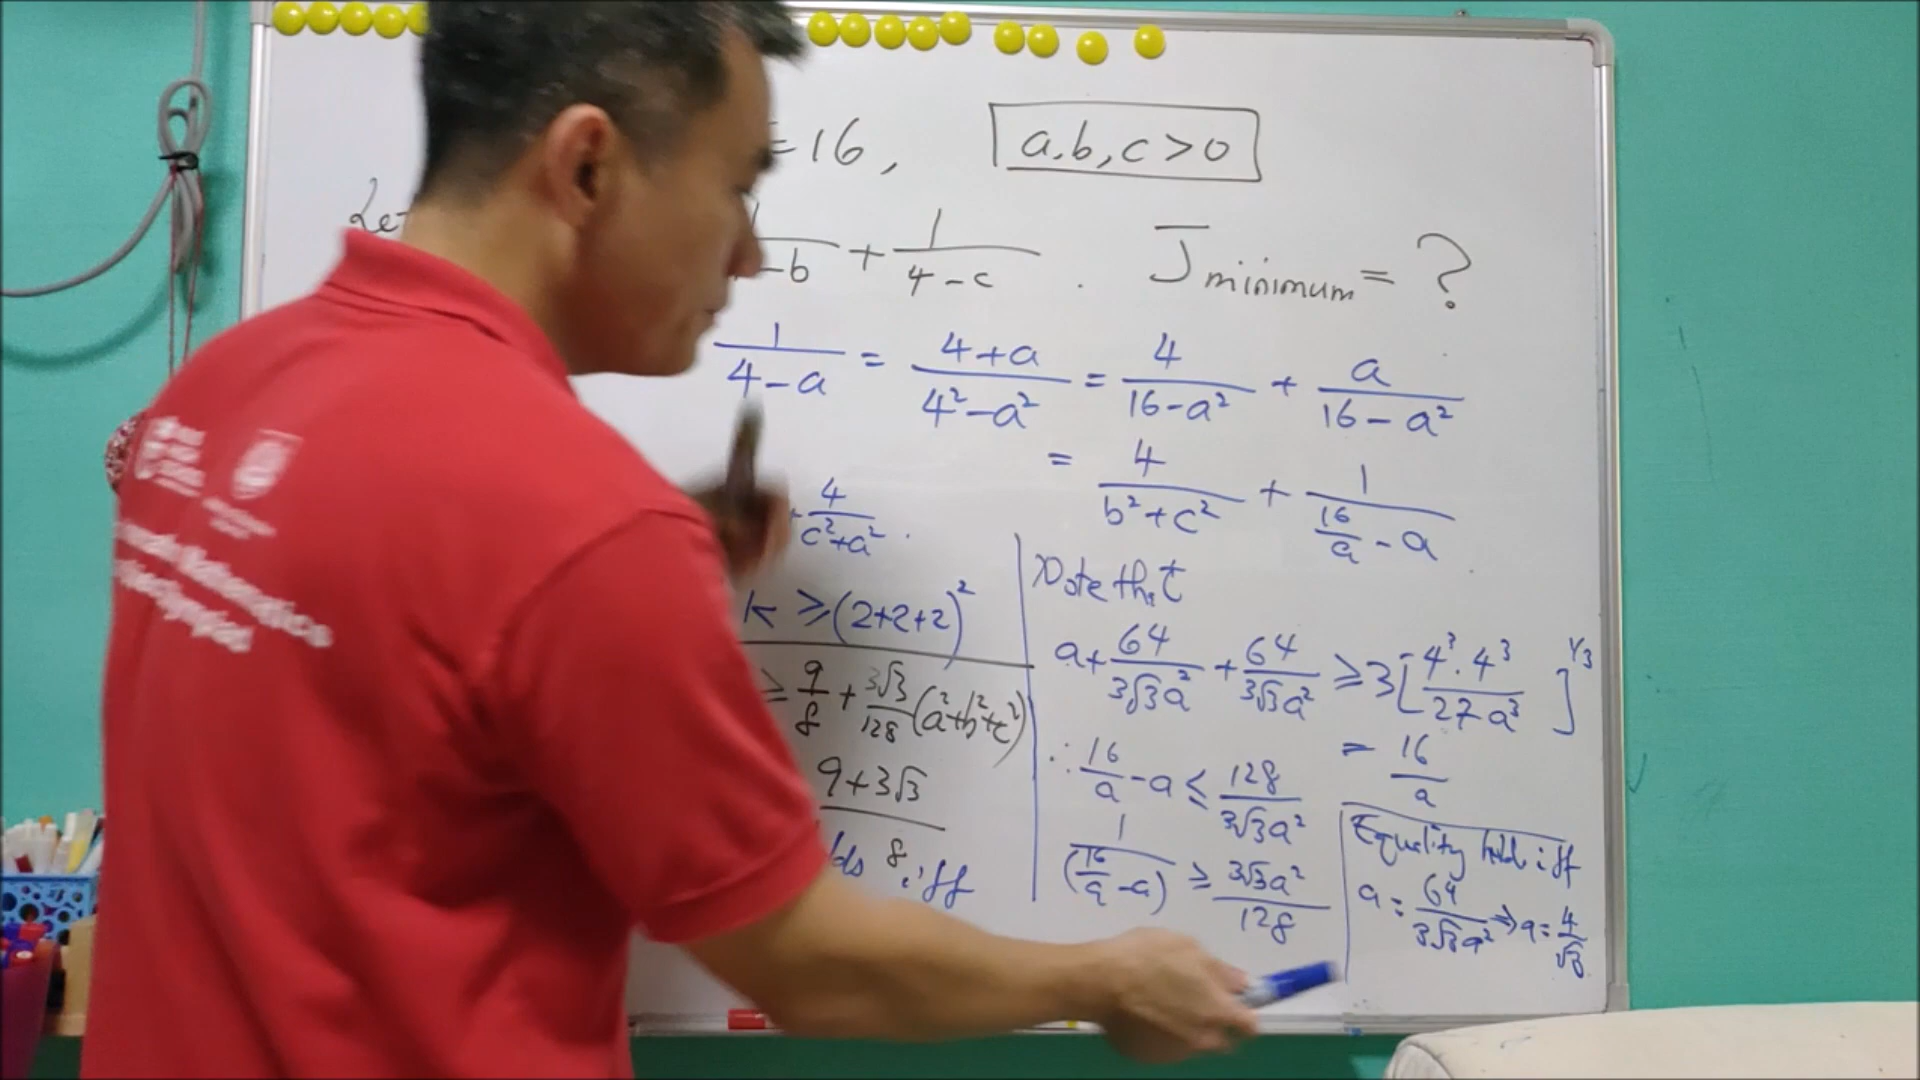 =16, a,b,c>0
Let
-b + 1/(4-c) . J minimum = ?
1/(4-a) = (4+a)/(4²-a²) = 4/(16-a²) + a/(16-a²)
= 4/(b²+c²) + 1/(16/a - a)
+ 4/(c²+a²) .
K ≥ (2+2+2)²
≥ 9/8 + 3√3/128 (a²+b²+c²)
9+3√3
8
iff
Note that
a + 64/(3√3a²) + 64/(3√3a²) ≥ 3[4³·4³/(27a³)]^1/3
= 16/a
∴ 16/a - a ≤ 128/(3√3a²)
1/(16/a - a) ≥ 3√3a²/128
Equality hold iff
a = 64/(3√3a²) ⇒ a = 4/√3